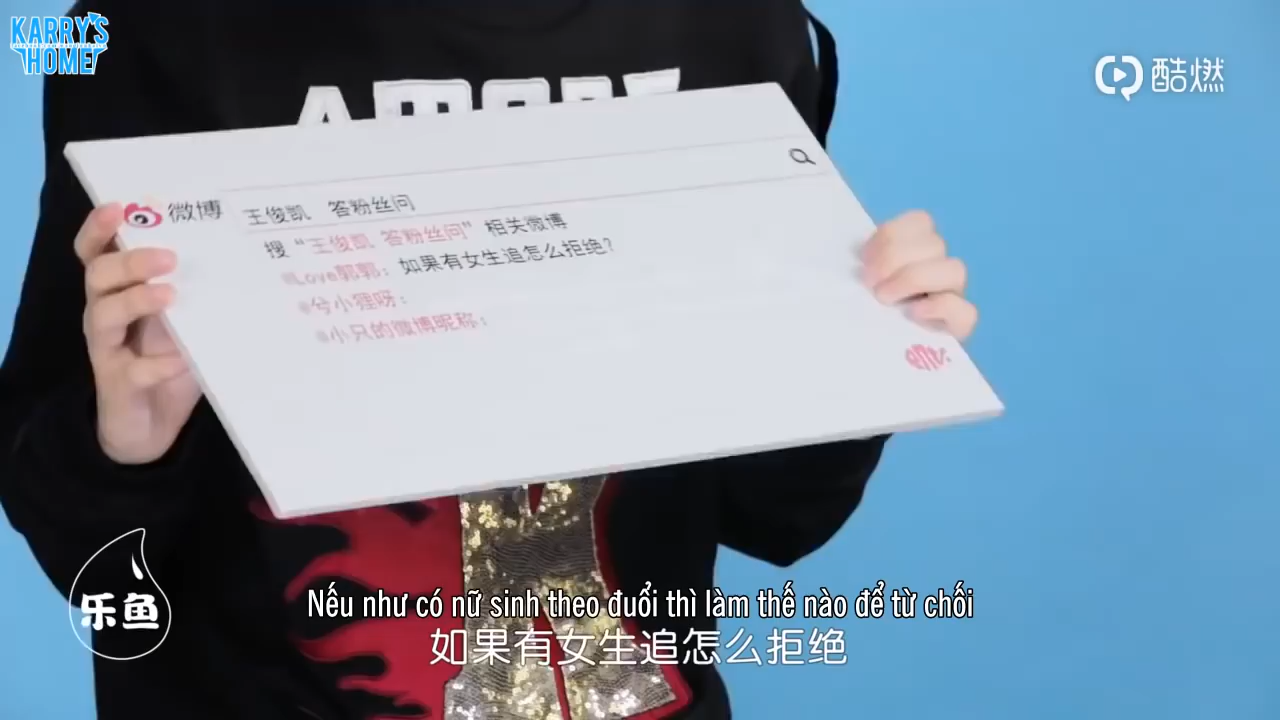 KARRY'S
HOME
酷燃
微博
王俊凯 答粉丝问
搜“王俊凯 答粉丝问”相关微博
@Love郭郭：如果有女生追怎么拒绝？
@兮小狸呀：
@小只的微博昵称：
ent.
乐鱼
Nếu như có nữ sinh theo đuổi thì làm thế nào để từ chối
如果有女生追怎么拒绝